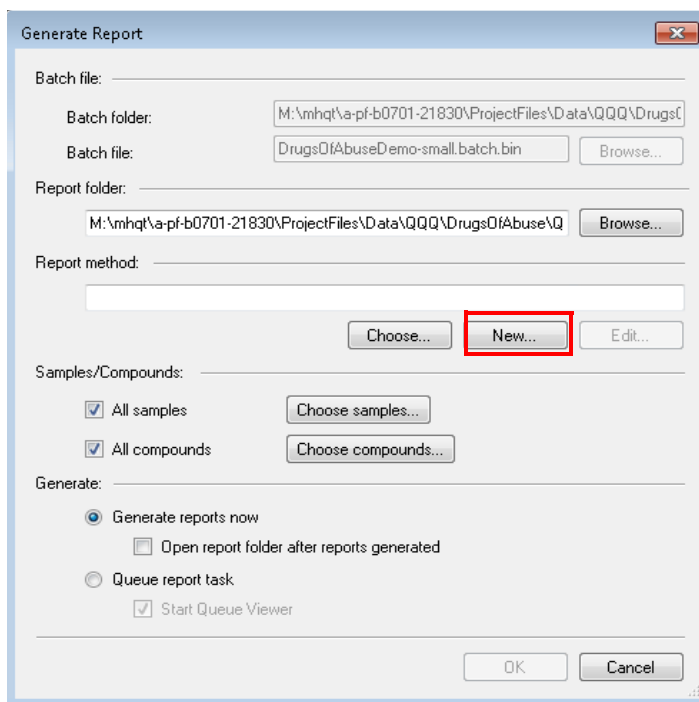 Generate Report
Batch file:
Batch folder: M:\mhqt\a-pf-b0701-21830\ProjectFiles\Data\QQQ\Drugs(
Batch file: DrugsOfAbuseDemo-small.batch.bin Browse...
Report folder:
M:\mhqt\a-pf-b0701-21830\ProjectFiles\Data\QQQ\DrugsOfAbuse\Q Browse...
Report method:
Choose... New... Edit...
Samples/Compounds:
All samples Choose samples...
All compounds Choose compounds...
Generate:
Generate reports now
Open report folder after reports generated
Queue report task
Start Queue Viewer
OK Cancel